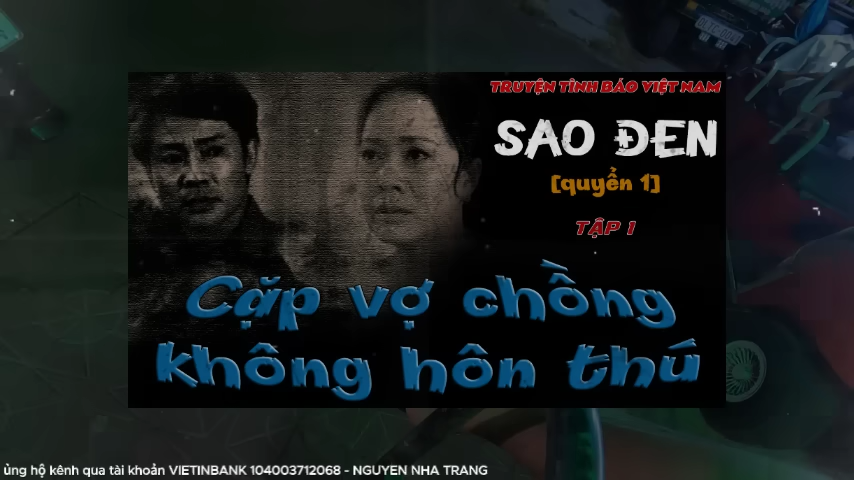 TRUYỆN TÌNH BÁO VIỆT NAM
SAO ĐEN
[quyển 1]
TẬP 1
Cặp vợ chồng
không hôn thú
ủng hộ kênh qua tài khoản VIETINBANK 104003712068 - NGUYEN NHA TRANG